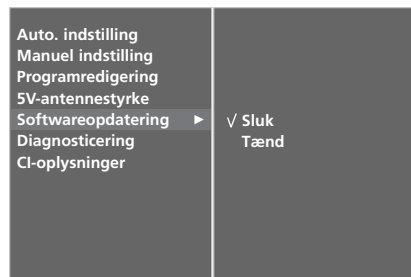 Auto. indstilling
Manuel indstilling
Programredigering
5V-antennestyrke
Softwareopdatering ►
Diagnosticering
CI-oplysninger
√ Sluk
Tænd